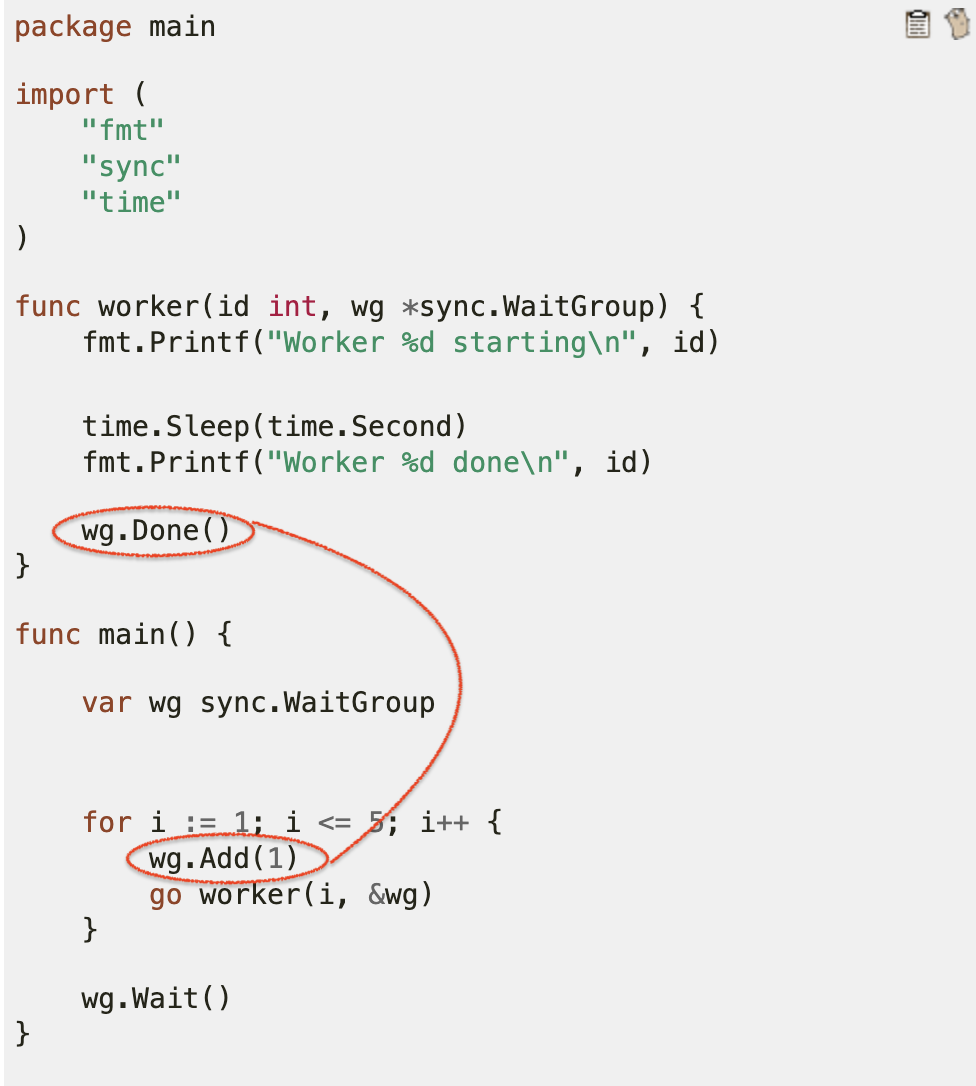 package main
import (
"fmt"
"sync"
"time"
)
func worker(id int, wg *sync.WaitGroup) {
fmt.Printf("Worker %d starting\n", id)
time.Sleep(time.Second)
fmt.Printf("Worker %d done\n", id)
wg.Done()
}
func main() {
var wg sync.WaitGroup
for i := 1; i <= 5; i++ {
wg.Add(1)
go worker(i, &wg)
}
wg.Wait()
}